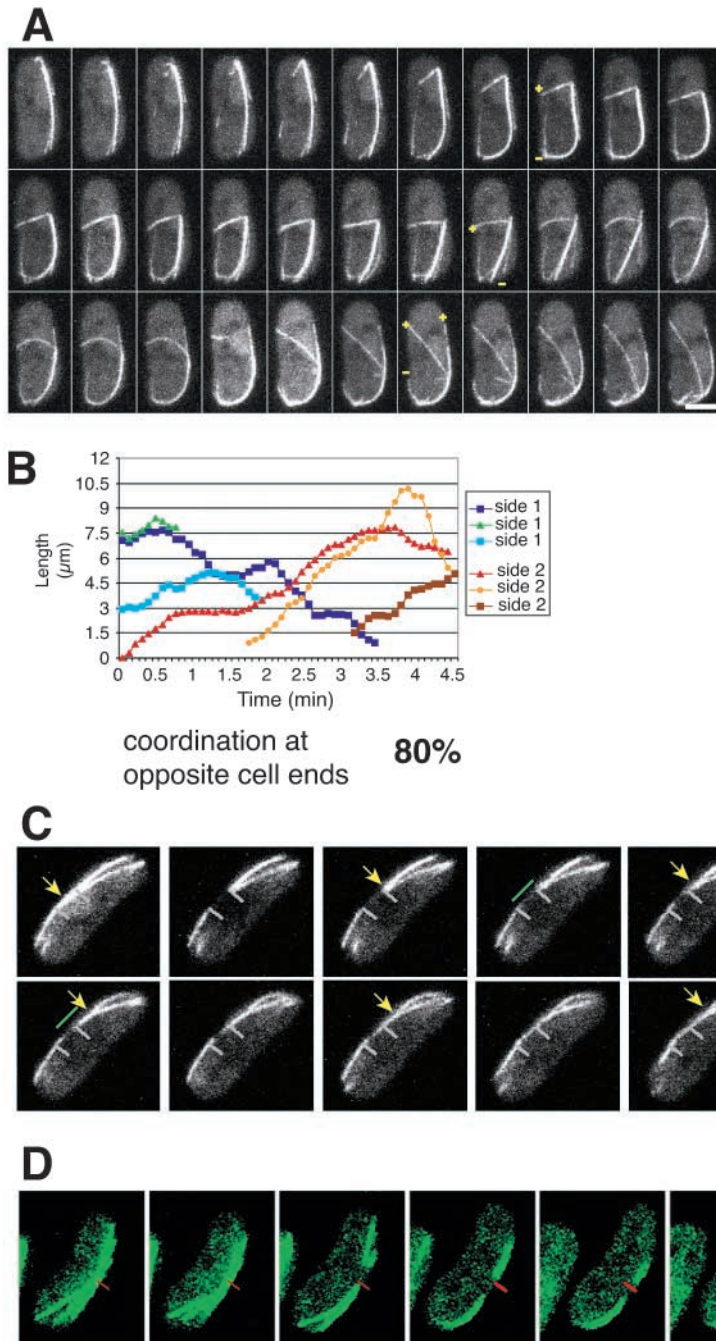 A
+
-
+
-
+
+
-
B
12
10.5
9
7.5
6
4.5
3
1.5
0
Length
(µm)
0 0.5 1 1.5 2 2.5 3 3.5 4 4.5
Time (min)
side 1
side 1
side 1
side 2
side 2
side 2
coordination at 80%
opposite cell ends
C
D